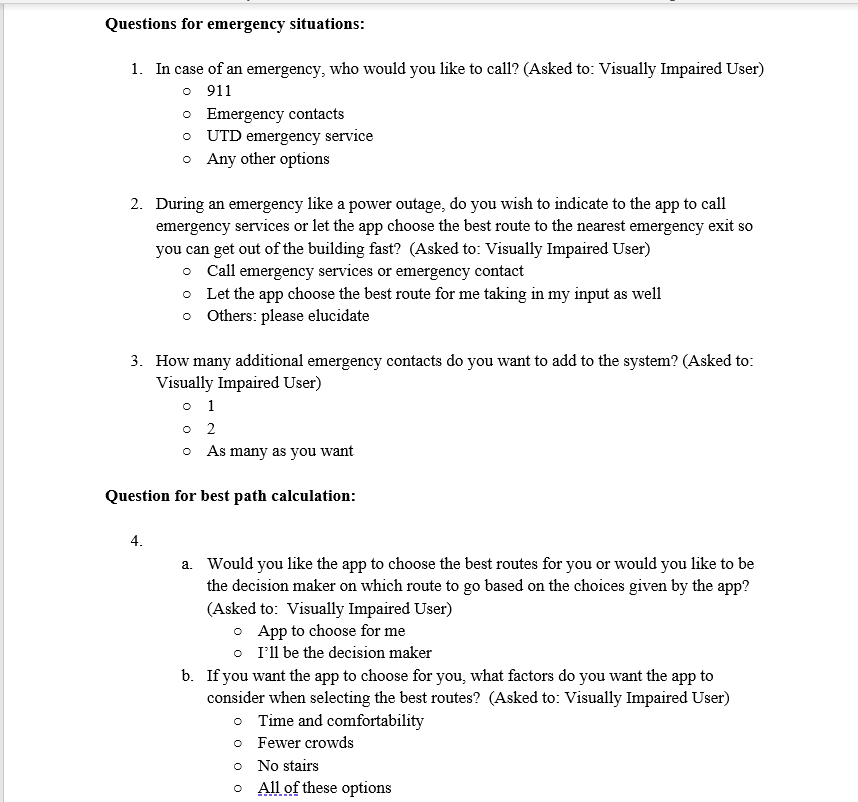 Questions for emergency situations:
1. In case of an emergency, who would you like to call? (Asked to: Visually Impaired User)
○ 911
○ Emergency contacts
○ UTD emergency service
○ Any other options
2. During an emergency like a power outage, do you wish to indicate to the app to call
emergency services or let the app choose the best route to the nearest emergency exit so
you can get out of the building fast?  (Asked to: Visually Impaired User)
○ Call emergency services or emergency contact
○ Let the app choose the best route for me taking in my input as well
○ Others: please elucidate
3. How many additional emergency contacts do you want to add to the system? (Asked to:
Visually Impaired User)
○ 1
○ 2
○ As many as you want
Question for best path calculation:
4.
a. Would you like the app to choose the best routes for you or would you like to be
the decision maker on which route to go based on the choices given by the app?
(Asked to:  Visually Impaired User)
○ App to choose for me
○ I’ll be the decision maker
b. If you want the app to choose for you, what factors do you want the app to
consider when selecting the best routes?  (Asked to: Visually Impaired User)
○ Time and comfortability
○ Fewer crowds
○ No stairs
○ All of these options